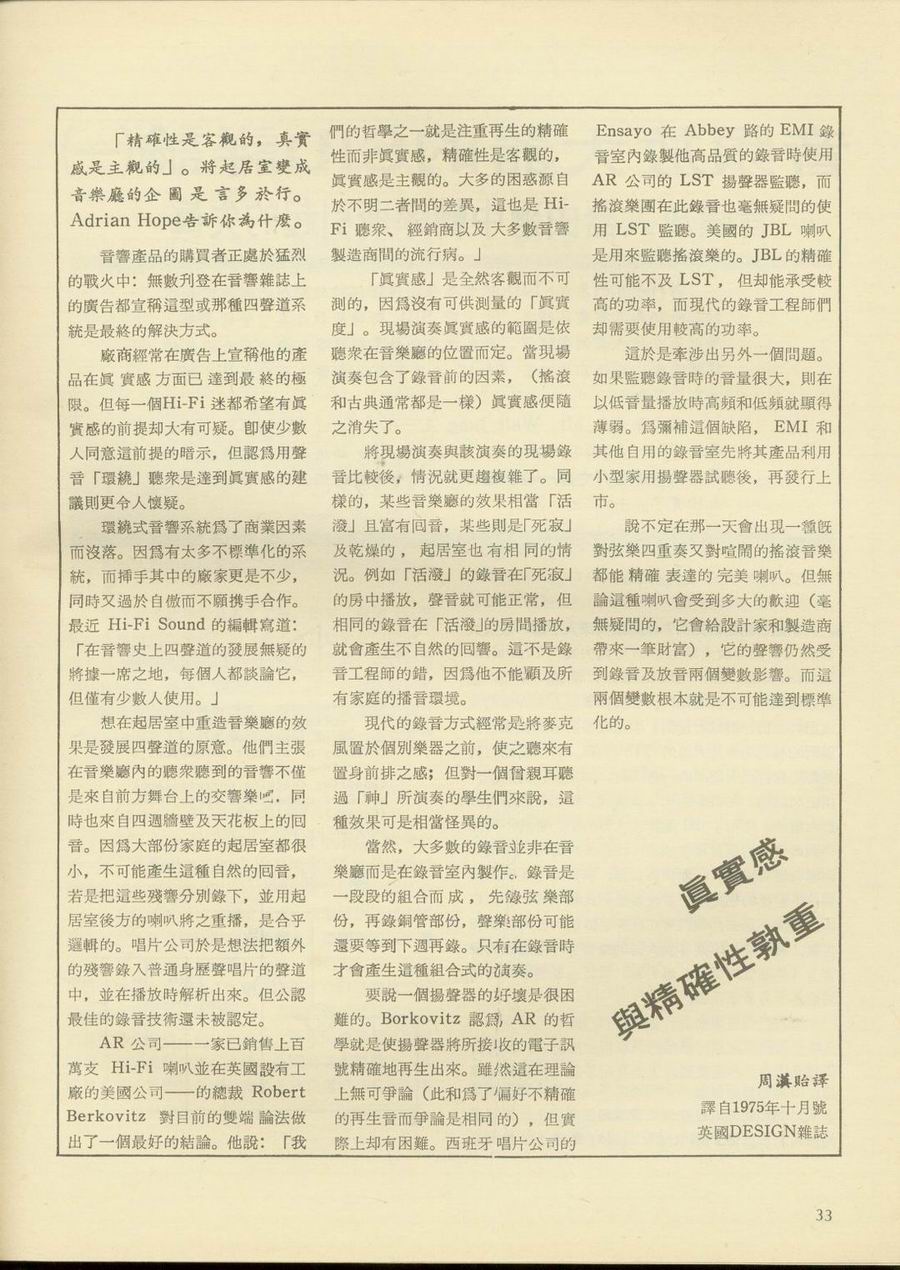 「精確性是客觀的，真實
感是主觀的」。將起居室變成
音樂廳的企圖是言多於行。
Adrian Hope告訴你為什麼。
音響產品的購買者正處於猛烈
的戰火中：無數刊登在音響雜誌上
的廣告都宣稱這型或那種四聲道系
統是最終的解決方式。
廠商經常在廣告上宣稱他的產
品在眞實感方面已達到最終的極
限。但每一個Hi-Fi 迷都希望有眞
實感的前提却大有可疑。卽使少數
人同意這前提的暗示，但認爲用聲
音「環繞」聽衆是達到眞實感的建
議則更令人懷疑。
環繞式音響系統爲了商業因素
而沒落。因爲有太多不標準化的系
統，而揷手其中的廠家更是不少，
同時又過於自傲而不願携手合作。
最近 Hi-Fi Sound 的編輯寫道：
「在音響史上四聲道的發展無疑的
將據一席之地，每個人都談論它，
但僅有少數人使用。」
想在起居室中重造音樂廳的效
果是發展四聲道的原意。他們主張
在音樂廳內的聽衆聽到的音響不僅
是來自前方舞台上的交響樂，同
時也來自四週牆壁及天花板上的囘
音。因爲大部份家庭的起居室都很
小，不可能產生這種自然的囘音，
若是把這些殘響分別錄下，並用起
居室後方的喇叭將之重播，是合乎
邏輯的。唱片公司於是想法把額外
的殘響錄入普通身歷聲唱片的聲道
中，並在播放時解析出來。但公認
最佳的錄音技術還未被認定。
AR 公司——一家已銷售上百
萬支 Hi-Fi 喇叭並在英國設有工
廠的美國公司——的總裁 Robert
Berkovitz 對目前的雙端論法做
出了一個最好的結論。他說：「我
們的哲學之一就是注重再生的精確
性而非眞實感，精確性是客觀的，
眞實感是主觀的。大多的困惑源自
於不明二者間的差異，這也是 Hi-
Fi 聽衆、經銷商以及大多數音響
製造商間的流行病。」
「眞實感」是全然客觀而不可
測的，因爲沒有可供測量的「眞實
度」。現場演奏眞實感的範圍是依
聽衆在音樂廳的位置而定。當現場
演奏包含了錄音前的因素，（搖滾
和古典通常都是一樣）眞實感便隨
之消失了。
將現場演奏與該演奏的現場錄
音比較後，情況就更趨複雜了。同
樣的，某些音樂廳的效果相當「活
潑」且富有囘音，某些則是「死寂」
及乾燥的，起居室也有相同的情
況。例如「活潑」的錄音在「死寂」
的房中播放，聲音就可能正常，但
相同的錄音在「活潑」的房間播放，
就會產生不自然的囘響。這不是錄
音工程師的錯，因爲他不能顧及所
有家庭的播音環境。
現代的錄音方式經常是將麥克
風置於個別樂器之前，使之聽來有
置身前排之感；但對一個曾親耳聽
過「神」所演奏的學生們來說，這
種效果可是相當怪異的。
當然，大多數的錄音並非在音
樂廳而是在錄音室內製作。錄音是
一段段的組合而成，先錄弦樂部
份，再錄銅管部份，聲樂部份可能
還要等到下週再錄。只有在錄音時
才會產生這種組合式的演奏。
要說一個揚聲器的好壞是很困
難的。Borkovitz 認爲，AR 的哲
學就是使揚聲器將所接收的電子訊
號精確地再生出來。雖然這在理論
上無可爭論（此和爲了偏好不精確
的再生音而爭論是相同的），但實
際上却有困難。西班牙唱片公司的
Ensayo 在 Abbey 路的 EMI 錄
音室內錄製他高品質的錄音時使用
AR 公司的 LST 揚聲器監聽，而
搖滾樂團在此錄音也毫無疑問的使
用 LST 監聽。美國的 JBL 喇叭
是用來監聽搖滾樂的。JBL的精確
性可能不及 LST，但却能承受較
高的功率，而現代的錄音工程師們
却需要使用較高的功率。
這於是牽涉出另外一個問題。
如果監聽錄音時的音量很大，則在
以低音量播放時高頻和低頻就顯得
薄弱。爲彌補這個缺陷，EMI 和
其他自用的錄音室先將其產品利用
小型家用揚聲器試聽後，再發行上
市。
說不定在那一天會出現一種旣
對弦樂四重奏又對喧鬧的搖滾音樂
都能精確表達的完美喇叭。但無
論這種喇叭會受到多大的歡迎（毫
無疑問的，它會給設計家和製造商
帶來一筆財富），它的聲響仍然受
到錄音及放音兩個變數影響。而這
兩個變數根本就是不可能達到標準
化的。
眞實感
與精確性孰重
周漢貽譯
譯自1975年十月號
英國DESIGN雜誌
33